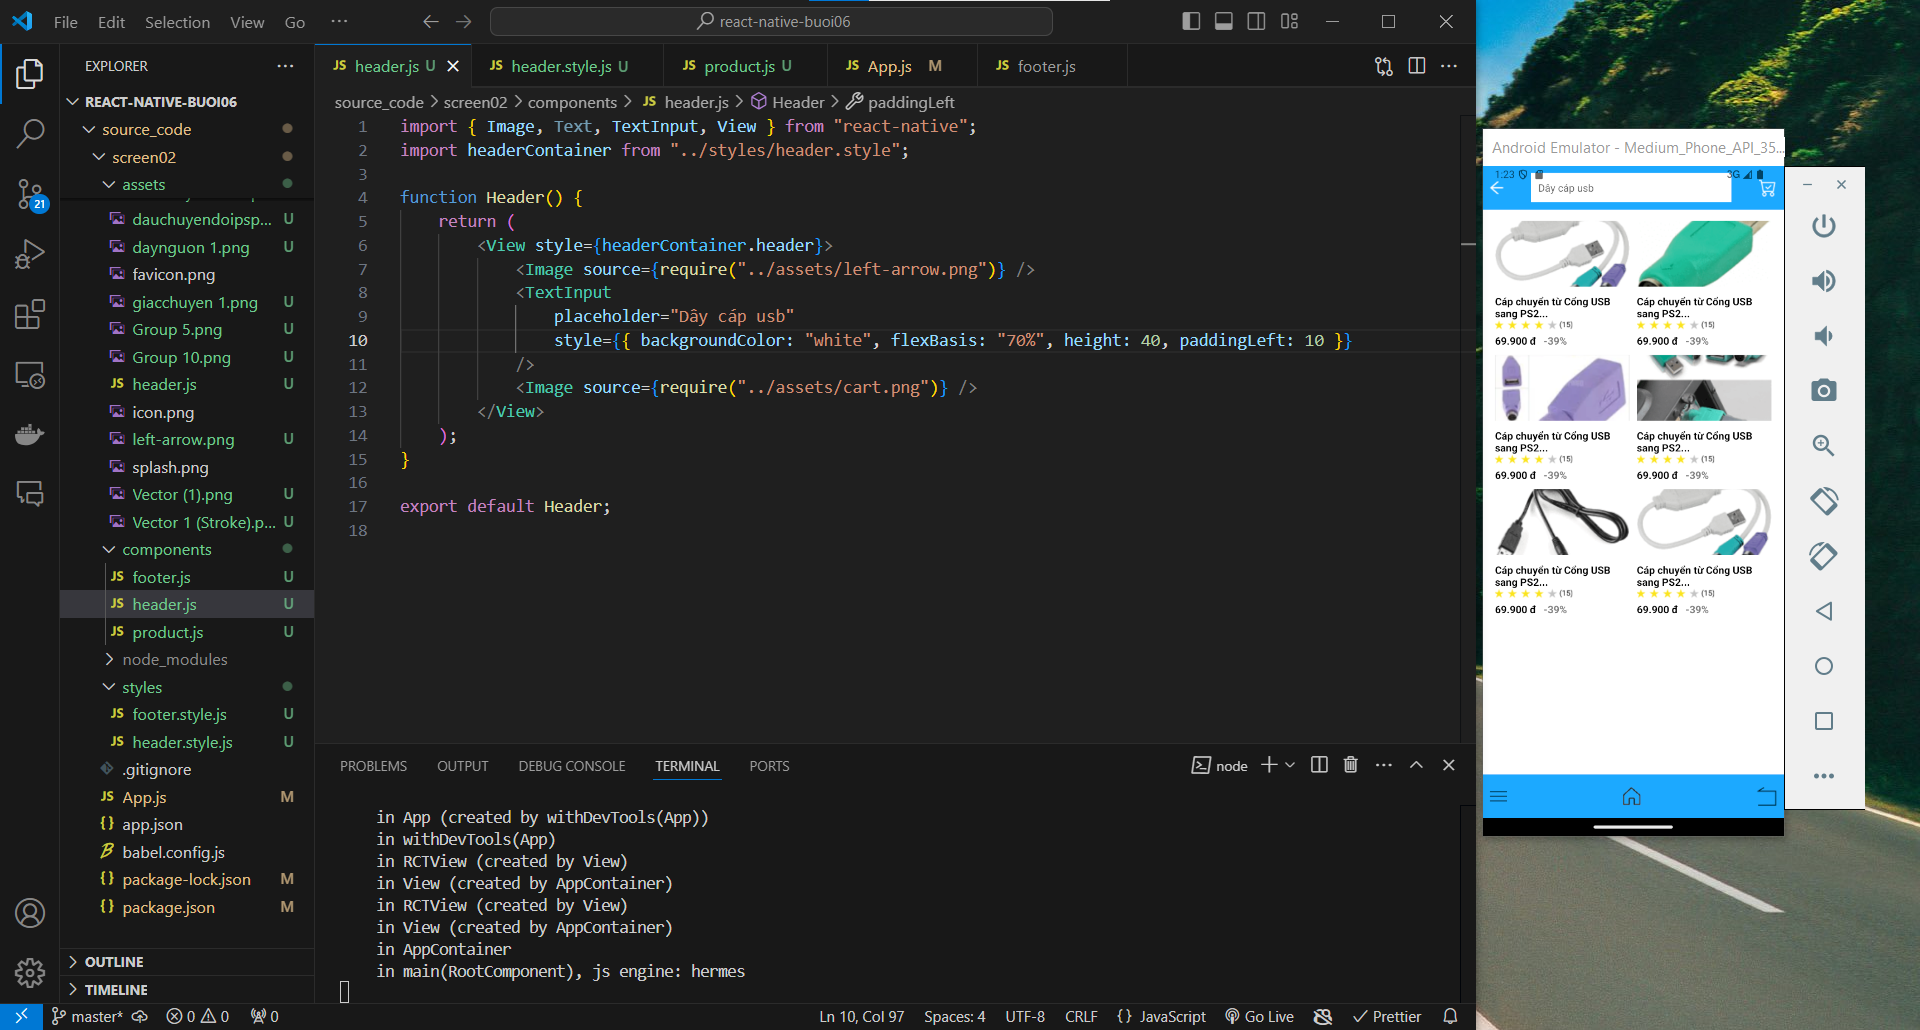 File Edit Selection View Go ··· react-native-buoi06
EXPLORER ···
REACT-NATIVE-BUOI06
source_code
screen02
assets
dauchuyendoipsp... U
daynguon 1.png U
favicon.png
giacchuyen 1.png U
Group 5.png U
Group 10.png U
header.js U
icon.png
left-arrow.png U
splash.png
Vector (1).png U
Vector 1 (Stroke).p... U
components
JS footer.js U
JS header.js U
JS product.js U
node_modules
styles
JS footer.style.js U
JS header.style.js U
.gitignore
JS App.js M
{} app.json
babel.config.js
{} package-lock.json M
{} package.json M
OUTLINE
TIMELINE
21
JS header.js U JS header.style.js U JS product.js U JS App.js M JS footer.js
source_code > screen02 > components > JS header.js > Header > paddingLeft
1 import { Image, Text, TextInput, View } from "react-native";
2 import headerContainer from "../styles/header.style";
3
4 function Header() {
5 return (
6 <View style={headerContainer.header}>
7 <Image source={require("../assets/left-arrow.png")} />
8 <TextInput
9 placeholder="Dây cáp usb"
10 style={{ backgroundColor: "white", flexBasis: "70%", height: 40, paddingLeft: 10 }}
11 />
12 <Image source={require("../assets/cart.png")} />
13 </View>
14 );
15 }
16
17 export default Header;
18
PROBLEMS OUTPUT DEBUG CONSOLE TERMINAL PORTS node
in App (created by withDevTools(App))
in withDevTools(App)
in RCTView (created by View)
in View (created by AppContainer)
in RCTView (created by View)
in View (created by AppContainer)
in AppContainer
in main(RootComponent), js engine: hermes
master* 0 0 0 Ln 10, Col 97 Spaces: 4 UTF-8 CRLF {} JavaScript Go Live Prettier
Android Emulator - Medium_Phone_API_35...
1:23 3G
Dây cáp usb
Cáp chuyển từ Cổng USB
sang PS2...
(15)
69.900 đ -39%
Cáp chuyển từ Cổng USB
sang PS2...
(15)
69.900 đ -39%
Cáp chuyển từ Cổng USB
sang PS2...
(15)
69.900 đ -39%
Cáp chuyển từ Cổng USB
sang PS2...
(15)
69.900 đ -39%
Cáp chuyển từ Cổng USB
sang PS2...
(15)
69.900 đ -39%
Cáp chuyển từ Cổng USB
sang PS2...
(15)
69.900 đ -39%